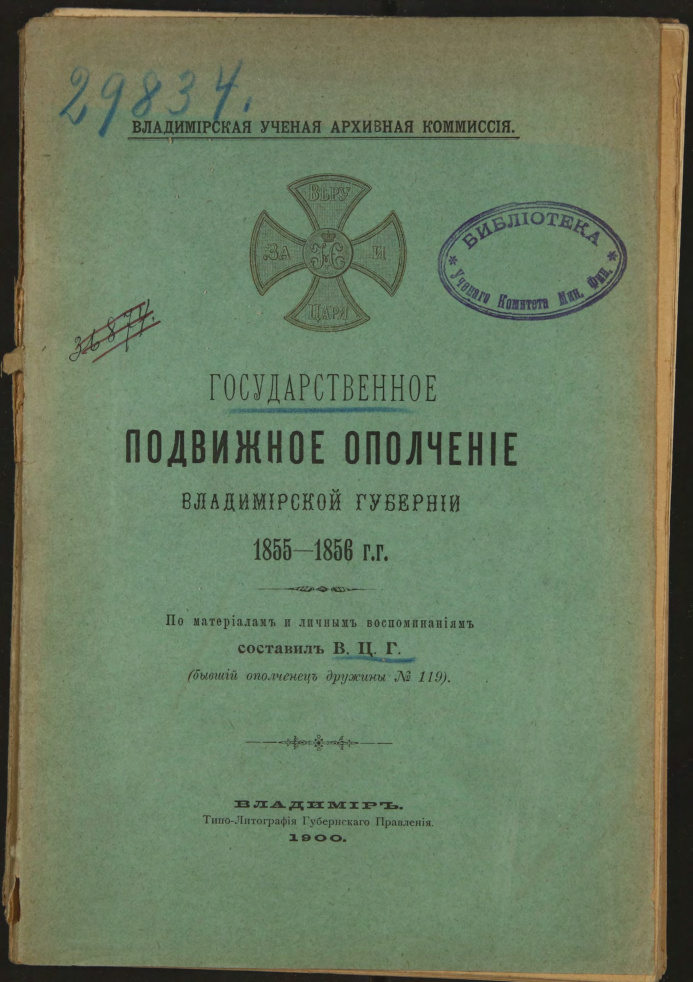 29834.
ВЛАДИМІРСКАЯ УЧЕНАЯ АРХИВНАЯ КОММИССІЯ.
ВѢРУ
ЗА
И
ЦАРЯ
БИБЛІОТЕКА
* Ученаго Комитета Мин. Фин. *
ГОСУДАРСТВЕННОЕ
ПОДВИЖНОЕ ОПОЛЧЕНІЕ
ВЛАДИМІРСКОЙ ГУБЕРНІИ
1855—1856 г.г.
По матеріаламъ и личнымъ воспоминаніямъ
составилъ В. Ц. Г.
(бывшій ополченецъ дружины № 119).
ВЛАДИМІРЪ.
Типо-Литографія Губернскаго Правленія.
1900.